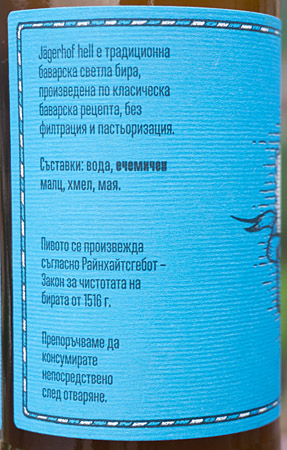 Jägerhof hell е традиционна
баварска светла бира,
произведена по класическа
баварска рецепта, без
филтрация и пастьоризация.
Съставки: вода, ечемичен
малц, хмел, мая.
Пивото се произвежда
съгласно Райнхайтсгебот –
Закон за чистотата на
бирата от 1516 г.
Препоръчваме да
консумирате
непосредствено
след отваряне.